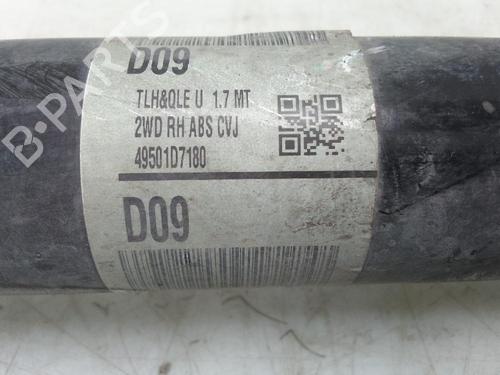 D09
TLH&QLE U 1.7 MT
2WD RH ABS CVJ
49501D7180
D09
B-PARTS